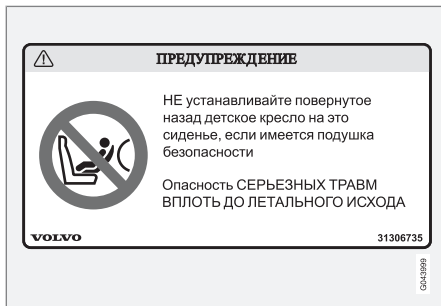 ПРЕДУПРЕЖДЕНИЕ
НЕ устанавливайте повернутое
назад детское кресло на это
сиденье, если имеется подушка
безопасности
Опасность СЕРЬЕЗНЫХ ТРАВМ
ВПЛОТЬ ДО ЛЕТАЛЬНОГО ИСХОДА
VOLVO 31306735
G043999